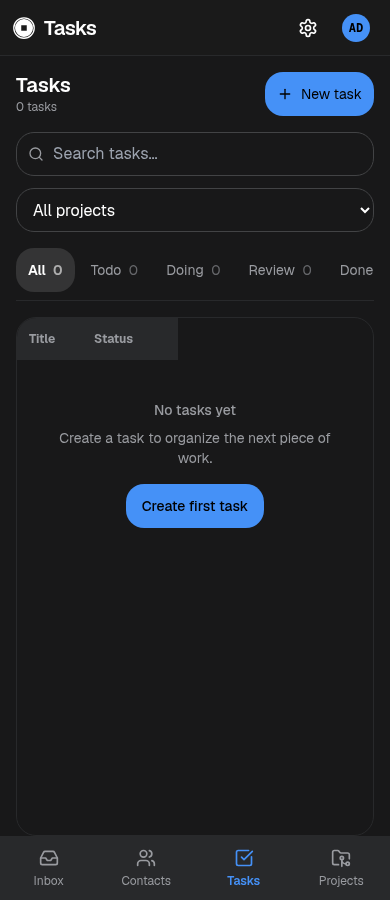 Tasks
AD
Tasks
0 tasks
New task
Search tasks...
All projects
All 0 Todo 0 Doing 0 Review 0 Done
Title Status
No tasks yet
Create a task to organize the next piece of
work.
Create first task
Inbox Contacts Tasks Projects